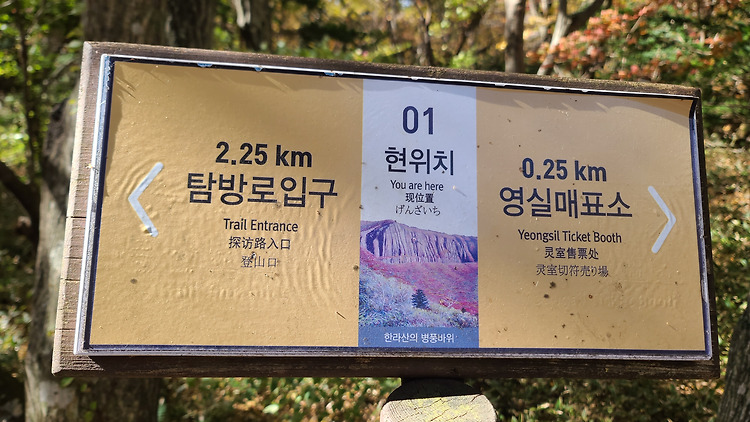 2.25 km
탐방로입구
Trail Entrance
探访路入口
登山口
01
현위치
You are here
现位置
げんざいち
한라산의 병풍바위
0.25 km
영실매표소
Yeongsil Ticket Booth
灵室售票处
灵室切符売り場